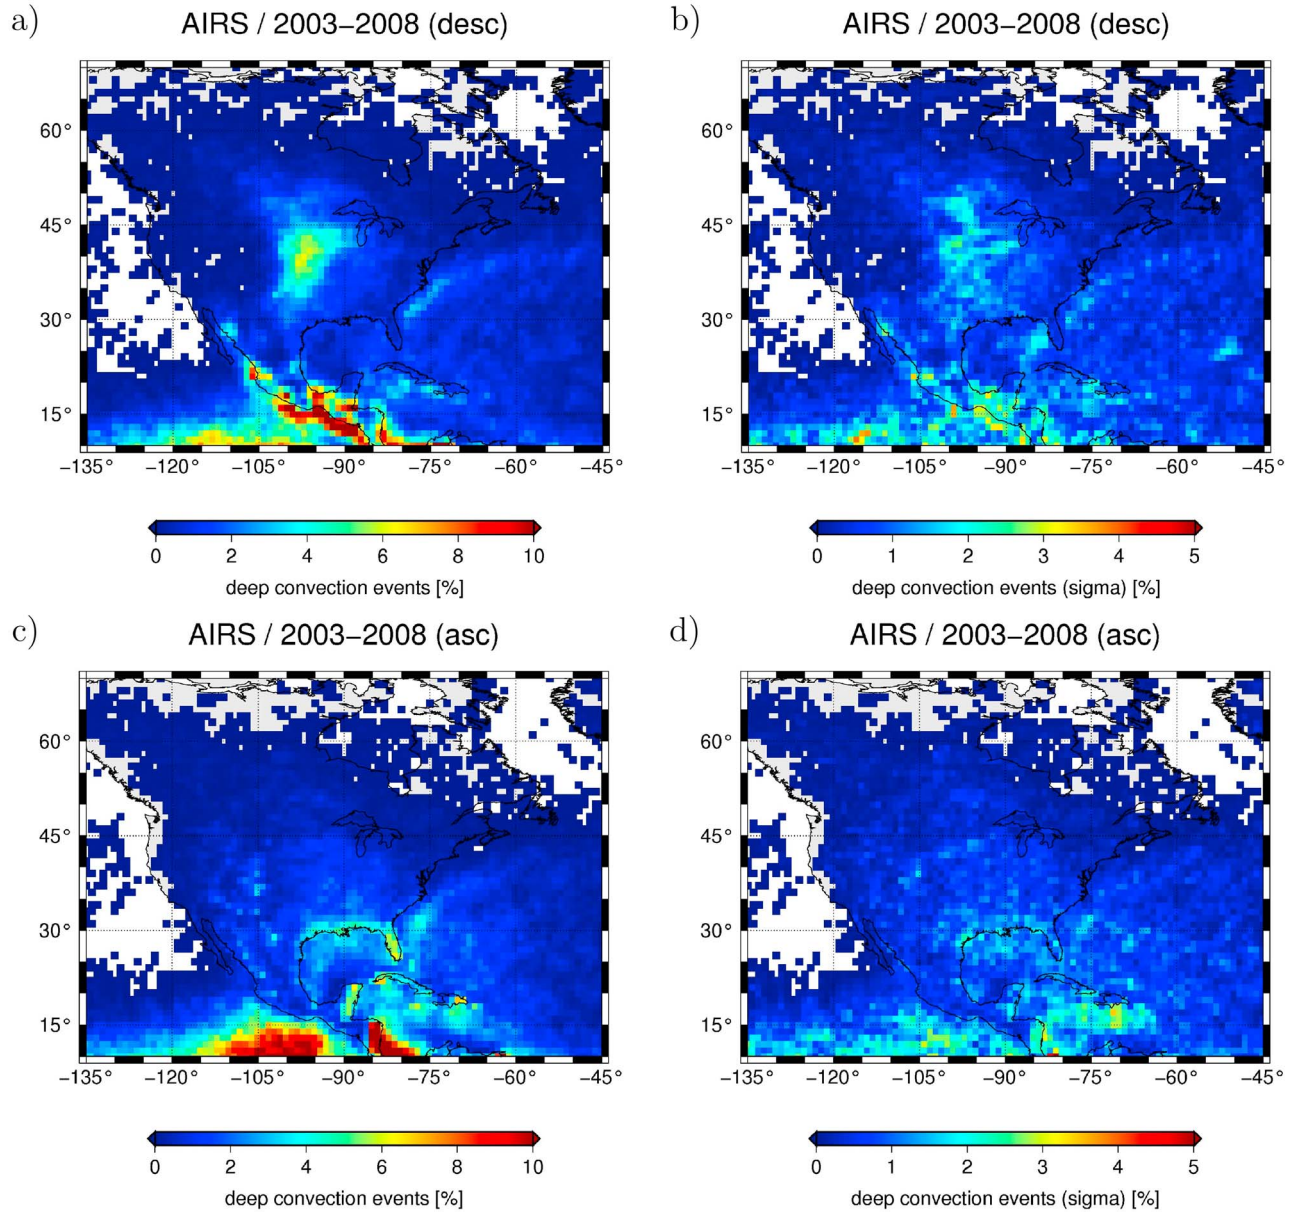 a) AIRS / 2003–2008 (desc)
b) AIRS / 2003–2008 (desc)
60°
45°
30°
15°
−135° −120° −105° −90° −75° −60° −45°
60°
45°
30°
15°
−135° −120° −105° −90° −75° −60° −45°
0 2 4 6 8 10
deep convection events [%]
0 1 2 3 4 5
deep convection events (sigma) [%]
c) AIRS / 2003–2008 (asc)
d) AIRS / 2003–2008 (asc)
60°
45°
30°
15°
−135° −120° −105° −90° −75° −60° −45°
60°
45°
30°
15°
−135° −120° −105° −90° −75° −60° −45°
0 2 4 6 8 10
deep convection events [%]
0 1 2 3 4 5
deep convection events (sigma) [%]